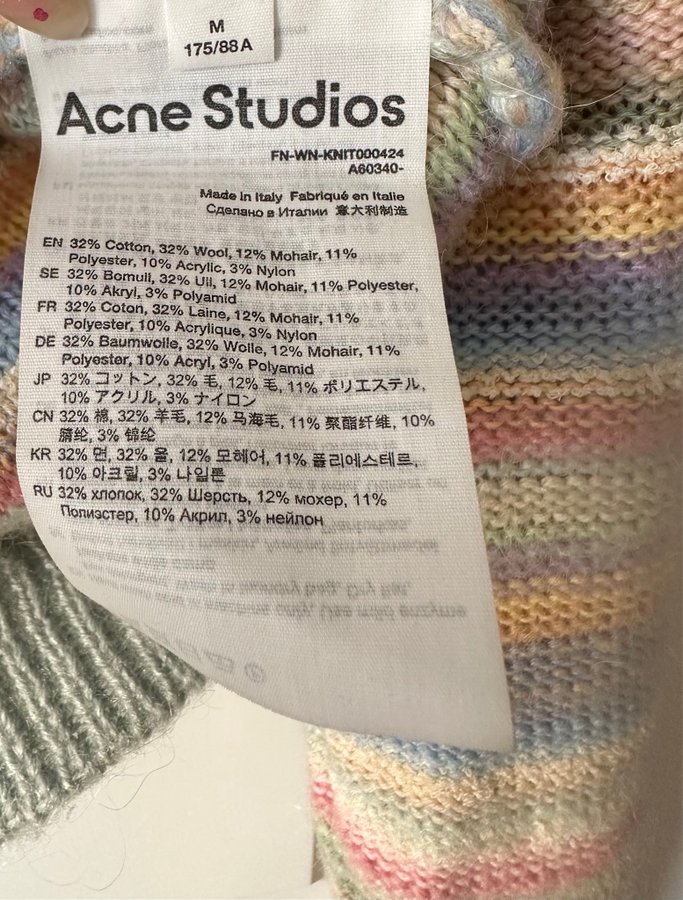 M
175/88A
Acne Studios
FN-WN-KNIT000424
A60340-
Made in Italy Fabriqué en Italie
Сделано в Италии 意大利制造
EN 32% Cotton, 32% Wool, 12% Mohair, 11%
Polyester, 10% Acrylic, 3% Nylon
SE 32% Bomull, 32% Ull, 12% Mohair, 11% Polyester,
10% Akryl, 3% Polyamid
FR 32% Coton, 32% Laine, 12% Mohair, 11%
Polyester, 10% Acrylique, 3% Nylon
DE 32% Baumwolle, 32% Wolle, 12% Mohair, 11%
Polyester, 10% Acryl, 3% Polyamid
JP 32% コットン, 32% 毛, 12% 毛, 11% ポリエステル,
10% アクリル, 3% ナイロン
CN 32% 棉, 32% 羊毛, 12% 马海毛, 11% 聚酯纤维, 10%
腈纶, 3% 锦纶
KR 32% 면, 32% 울, 12% 모헤어, 11% 폴리에스테르,
10% 아크릴, 3% 나일론
RU 32% хлопок, 32% Шерсть, 12% мохер, 11%
Полиэстер, 10% Акрил, 3% нейлон